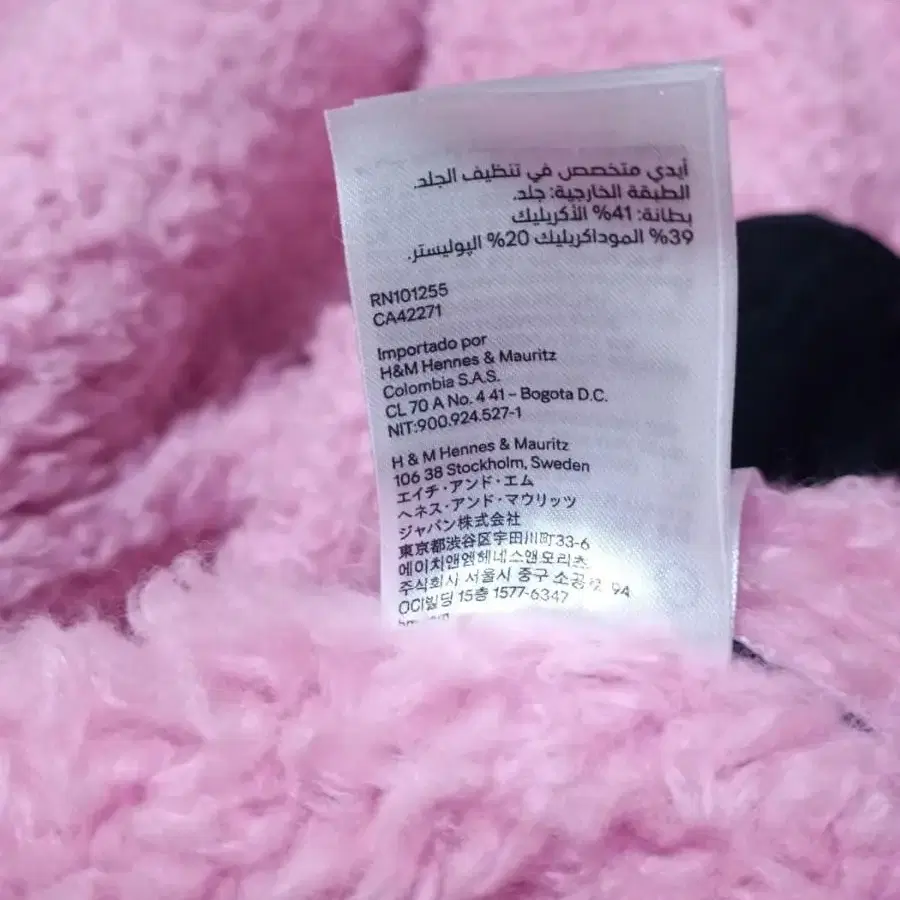 أيدي متخصص في تنظيف الجلد.
الطبقة الخارجية: جلد.
بطانة: 41% الأكريليك
39% الموداكريليك 20% البوليستر.
RN101255
CA42271
Importado por
H&M Hennes & Mauritz
Colombia S.A.S.
CL 70 A No. 4 41 – Bogota D.C.
NIT:900.924.527-1
H & M Hennes & Mauritz
106 38 Stockholm, Sweden
エイチ・アンド・エム
ヘネス・アンド・マウリッツ
ジャパン株式会社
東京都渋谷区宇田川町33-6
에이치앤엠헤네스앤모리츠
주식회사 서울시 중구 소공로 94
OCI빌딩 15층 1577-6347